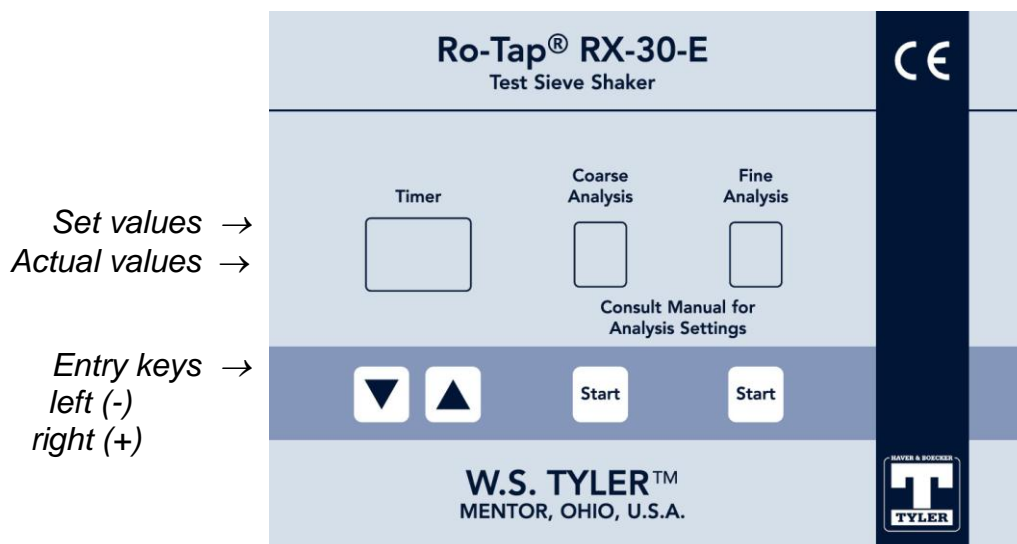 Ro-Tap® RX-30-E
Test Sieve Shaker
CE
Timer
Coarse
Analysis
Fine
Analysis
Set values →
Actual values →
Consult Manual for
Analysis Settings
Entry keys →
left (-)
right (+)
Start
Start
W.S. TYLER™
MENTOR, OHIO, U.S.A.
HAVER & BOECKER
T
TYLER